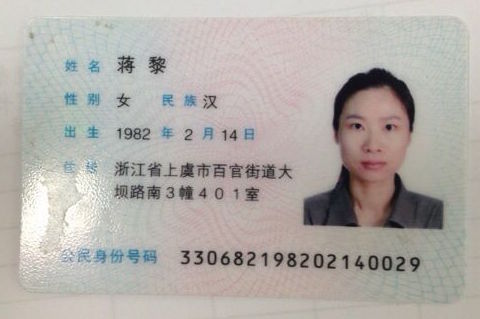 姓名 蒋黎
性别 女 民族 汉
出生 1982 年 2 月 14 日
住址 浙江省上虞市百官街道大
坝路南3幢401室
公民身份号码 330682198202140029